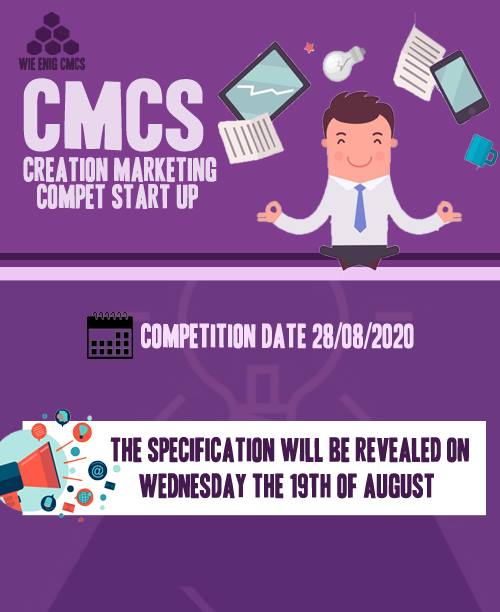 WIE ENIG CMCS
CMCS
CREATION MARKETING
COMPET START UP
COMPETITION DATE 28/08/2020
THE SPECIFICATION WILL BE REVEALED ON
WEDNESDAY THE 19TH OF AUGUST